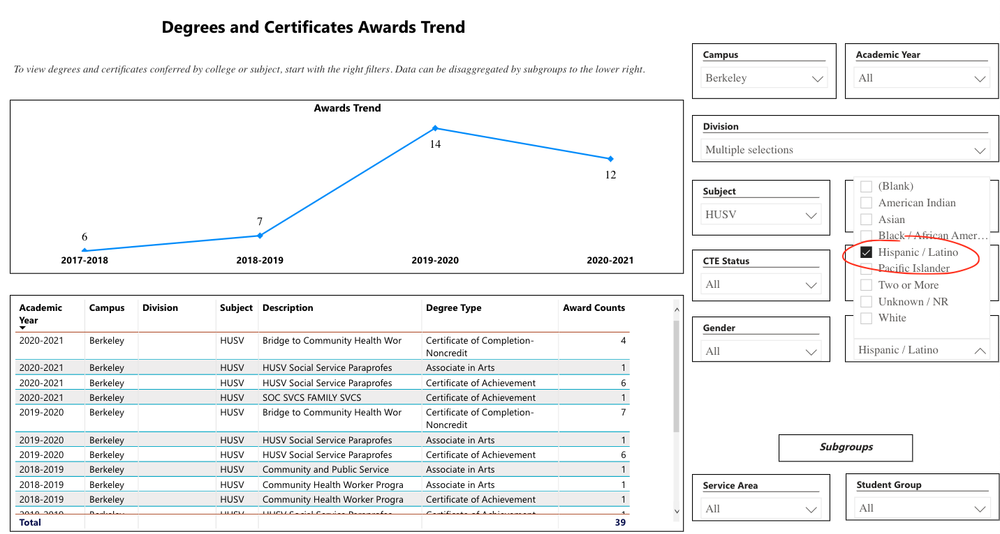 Degrees and Certificates Awards Trend
To view degrees and certificates conferred by college or subject, start with the right filters. Data can be disaggregated by subgroups to the lower right.
Campus
Berkeley
Academic Year
All
Division
Multiple selections
Awards Trend
6
7
14
12
2017-2018 2018-2019 2019-2020 2020-2021
Subject
HUSV
CTE Status
All
Gender
All
(Blank)
American Indian
Asian
Black / African Amer...
Hispanic / Latino
Pacific Islander
Two or More
Unknown / NR
White
Hispanic / Latino
Academic Year Campus Division Subject Description Degree Type Award Counts
2020-2021 Berkeley HUSV Bridge to Community Health Wor Certificate of Completion- 4
Noncredit
2020-2021 Berkeley HUSV HUSV Social Service Paraprofes Associate in Arts 1
2020-2021 Berkeley HUSV HUSV Social Service Paraprofes Certificate of Achievement 6
2020-2021 Berkeley HUSV SOC SVCS FAMILY SVCS Certificate of Achievement 1
2019-2020 Berkeley HUSV Bridge to Community Health Wor Certificate of Completion- 7
Noncredit
2019-2020 Berkeley HUSV HUSV Social Service Paraprofes Associate in Arts 1
2019-2020 Berkeley HUSV HUSV Social Service Paraprofes Certificate of Achievement 6
2018-2019 Berkeley HUSV Community and Public Service Associate in Arts 1
2018-2019 Berkeley HUSV Community Health Worker Progra Associate in Arts 1
2018-2019 Berkeley HUSV Community Health Worker Progra Certificate of Achievement 1
2018-2019 Berkeley HUSV HUSV Social Service Paraprofes Certificate of Achievement 1
Total 39
Subgroups
Service Area
All
Student Group
All